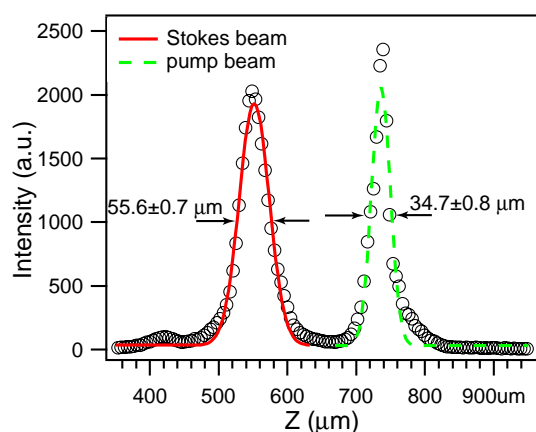 2500
2000
1500
1000
500
0
Intensity (a.u.)
Stokes beam
pump beam
55.6±0.7 μm
34.7±0.8 μm
400 500 600 700 800 900um
Z (μm)